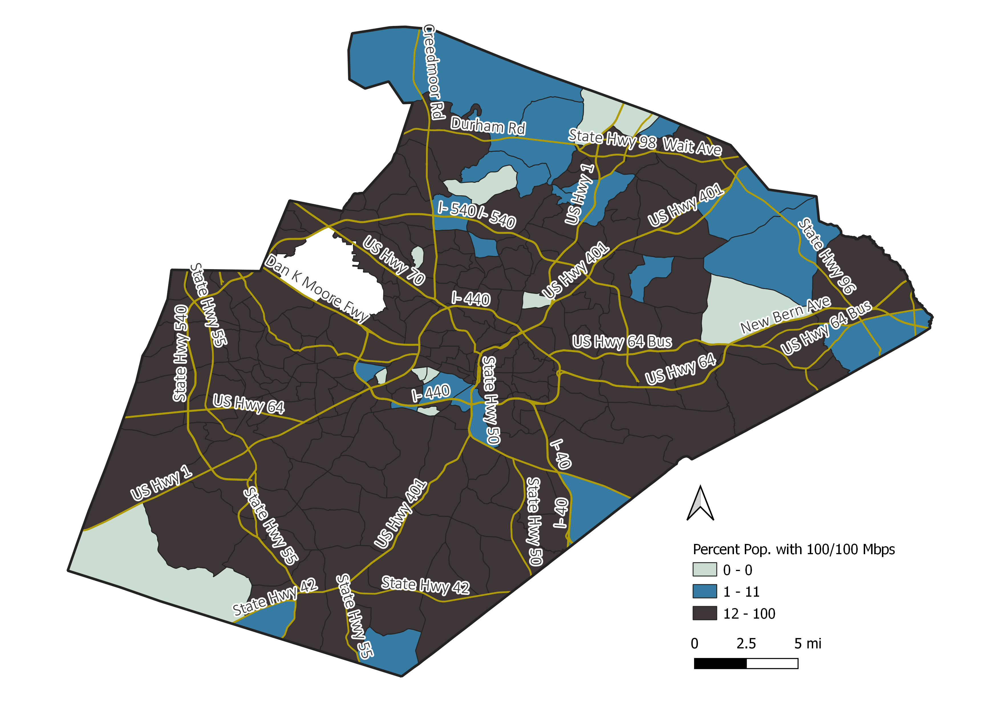 Creedmoor Rd
Durham Rd
State Hwy 98
Wait Ave
US Hwy 1
US Hwy 401
I- 540
I- 540
State Hwy 96
US Hwy 70
US Hwy 401
Dan K Moore Fwy
State Hwy 55
State Hwy 540
I- 440
New Bern Ave
US Hwy 64 Bus
US Hwy 64 Bus
US Hwy 64
State Hwy 50
I- 440
US Hwy 64
I- 40
US Hwy 1
State Hwy 55
US Hwy 401
State Hwy 50
I- 40
State Hwy 42
State Hwy 42
State Hwy 55
Percent Pop. with 100/100 Mbps
0 - 0
1 - 11
12 - 100
0 2.5 5 mi